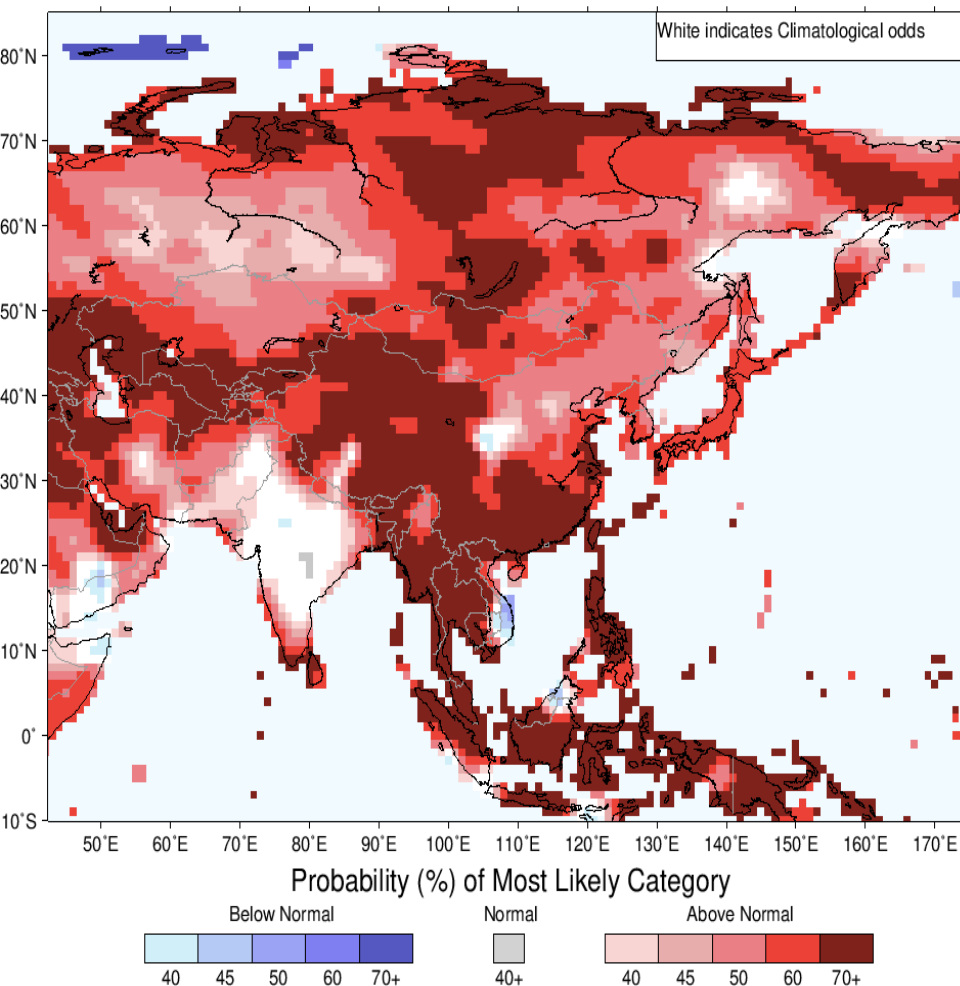 White indicates Climatological odds
80°N
70°N
60°N
50°N
40°N
30°N
20°N
10°N
0°
10°S
50°E 60°E 70°E 80°E 90°E 100°E 110°E 120°E 130°E 140°E 150°E 160°E 170°E
Probability (%) of Most Likely Category
Below Normal Normal Above Normal
40 45 50 60 70+ 40+ 40 45 50 60 70+